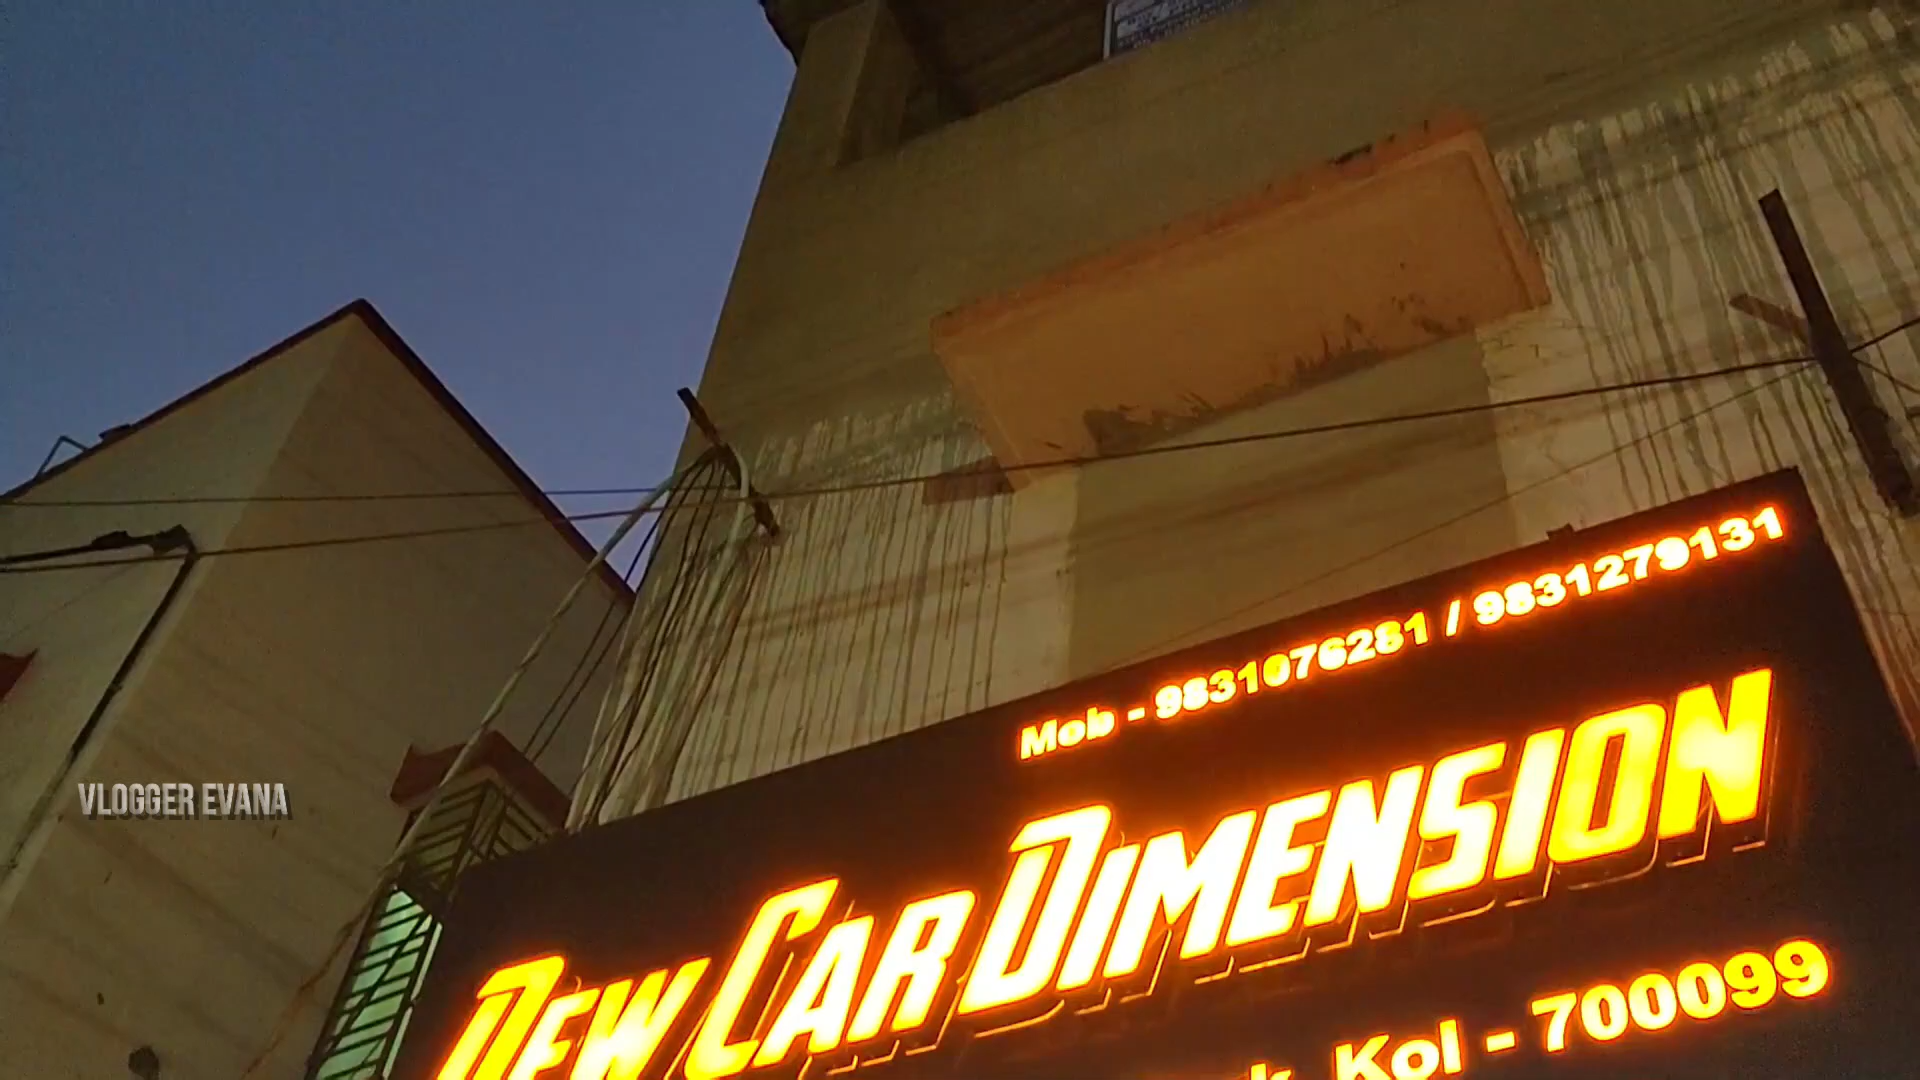 Mob - 9831076281 / 9831279131
DEW CAR DIMENSION
Kol - 700099
VLOGGER EVANA